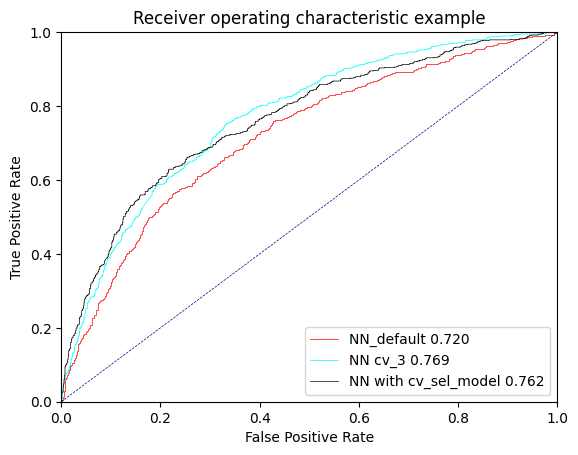 Receiver operating characteristic example
1.0
0.8
0.6
0.4
0.2
0.0
True Positive Rate
NN_default 0.720
NN cv_3 0.769
NN with cv_sel_model 0.762
0.0 0.2 0.4 0.6 0.8 1.0
False Positive Rate